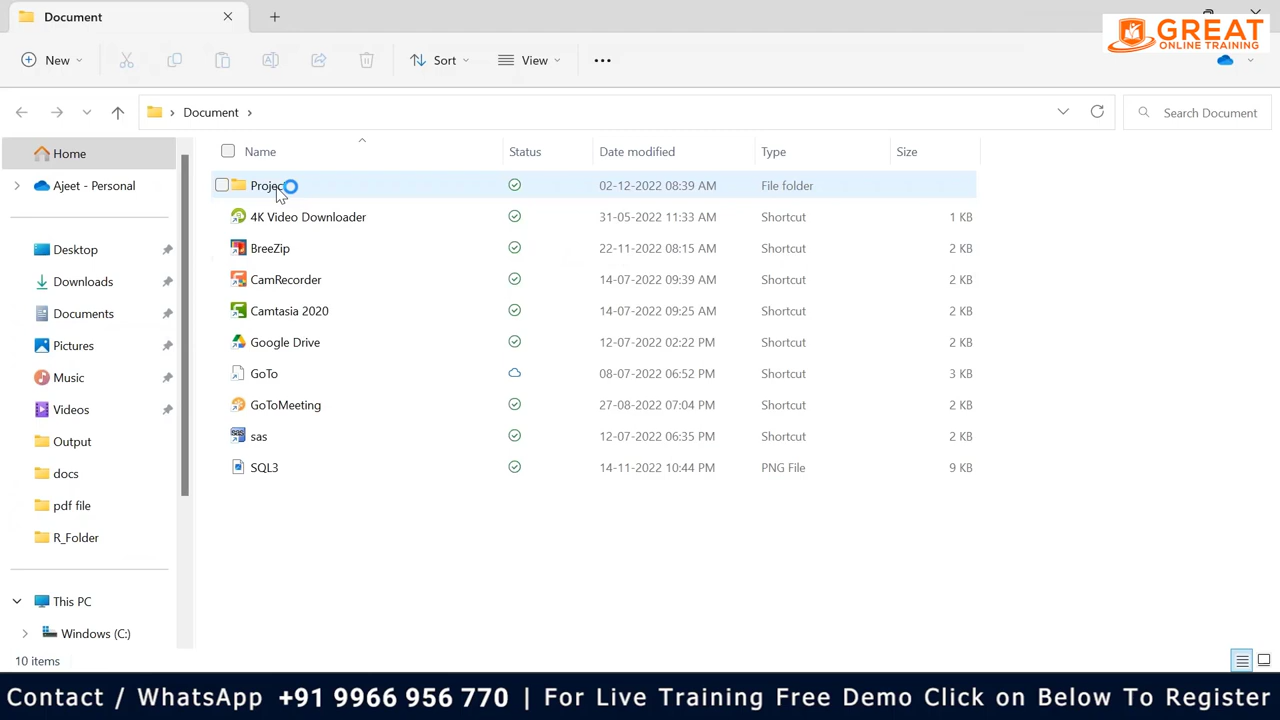 Document
GREAT
ONLINE TRAINING
New
Sort
View
Document
Search Document
Home
Name
Status
Date modified
Type
Size
Ajeet - Personal
Projec
02-12-2022 08:39 AM
File folder
4K Video Downloader
31-05-2022 11:33 AM
Shortcut
1 KB
Desktop
BreeZip
22-11-2022 08:15 AM
Shortcut
2 KB
Downloads
CamRecorder
14-07-2022 09:39 AM
Shortcut
2 KB
Documents
Camtasia 2020
14-07-2022 09:25 AM
Shortcut
2 KB
Pictures
Google Drive
12-07-2022 02:22 PM
Shortcut
2 KB
Music
GoTo
08-07-2022 06:52 PM
Shortcut
3 KB
Videos
GoToMeeting
27-08-2022 07:04 PM
Shortcut
2 KB
Output
sas
12-07-2022 06:35 PM
Shortcut
2 KB
docs
SQL3
14-11-2022 10:44 PM
PNG File
9 KB
pdf file
R_Folder
This PC
Windows (C:)
10 items
Contact / WhatsApp +91 9966 956 770 | For Live Training Free Demo Click on Below To Register